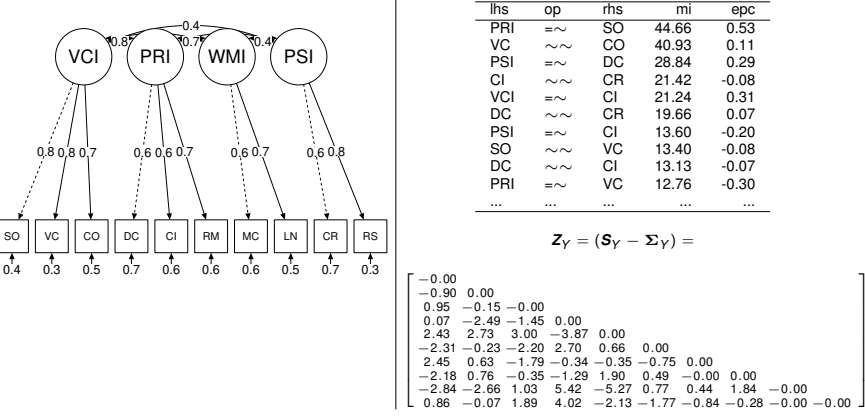 0.4
0.8 0.7 0.4
VCI PRI WMI PSI
0.8 0.8 0.7 0.6 0.6 0.7 0.6 0.7 0.6 0.8
SO VC CO DC CI RM MC LN CR RS
0.4 0.3 0.5 0.7 0.6 0.6 0.6 0.5 0.7 0.3
lhs op rhs mi epc
PRI =∼ SO 44.66 0.53
VC ∼∼ CO 40.93 0.11
PSI =∼ DC 28.84 0.29
CI ∼∼ CR 21.42 -0.08
VCI =∼ CI 21.24 0.31
DC ∼∼ CR 19.66 0.07
PSI =∼ CI 13.60 -0.20
SO ∼∼ VC 13.40 -0.08
DC ∼∼ CI 13.13 -0.07
PRI =∼ VC 12.76 -0.30
... ... ... ... ...
Z_Y = (S_Y − Σ_Y) =
−0.00
−0.90 0.00
0.95 −0.15 −0.00
0.07 −2.49 −1.45 0.00
2.43 2.73 3.00 −3.87 0.00
−2.31 −0.23 −2.20 2.70 0.66 0.00
2.45 0.63 −1.79 −0.34 −0.35 −0.75 0.00
−2.18 0.76 −0.35 −1.29 1.90 0.49 −0.00 0.00
−2.84 −2.66 1.03 5.42 −5.27 0.77 0.44 1.84 −0.00
0.86 −0.07 1.89 4.02 −2.13 −1.77 −0.84 −0.28 −0.00 −0.00